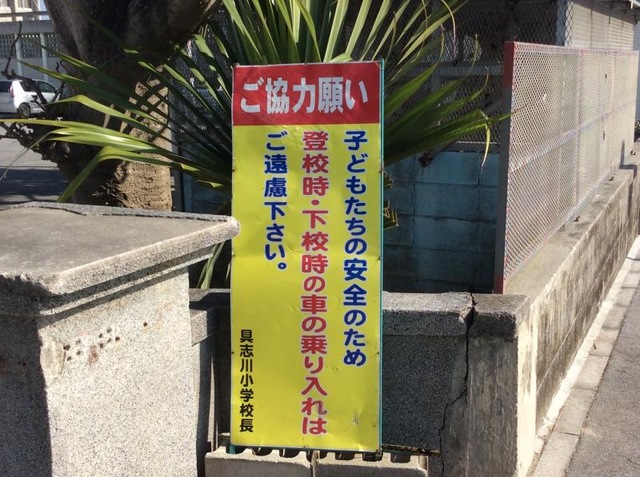 ご協力願い
子どもたちの安全のため
登校時・下校時の車の乗り入れは
ご遠慮下さい。
具志川小学校長